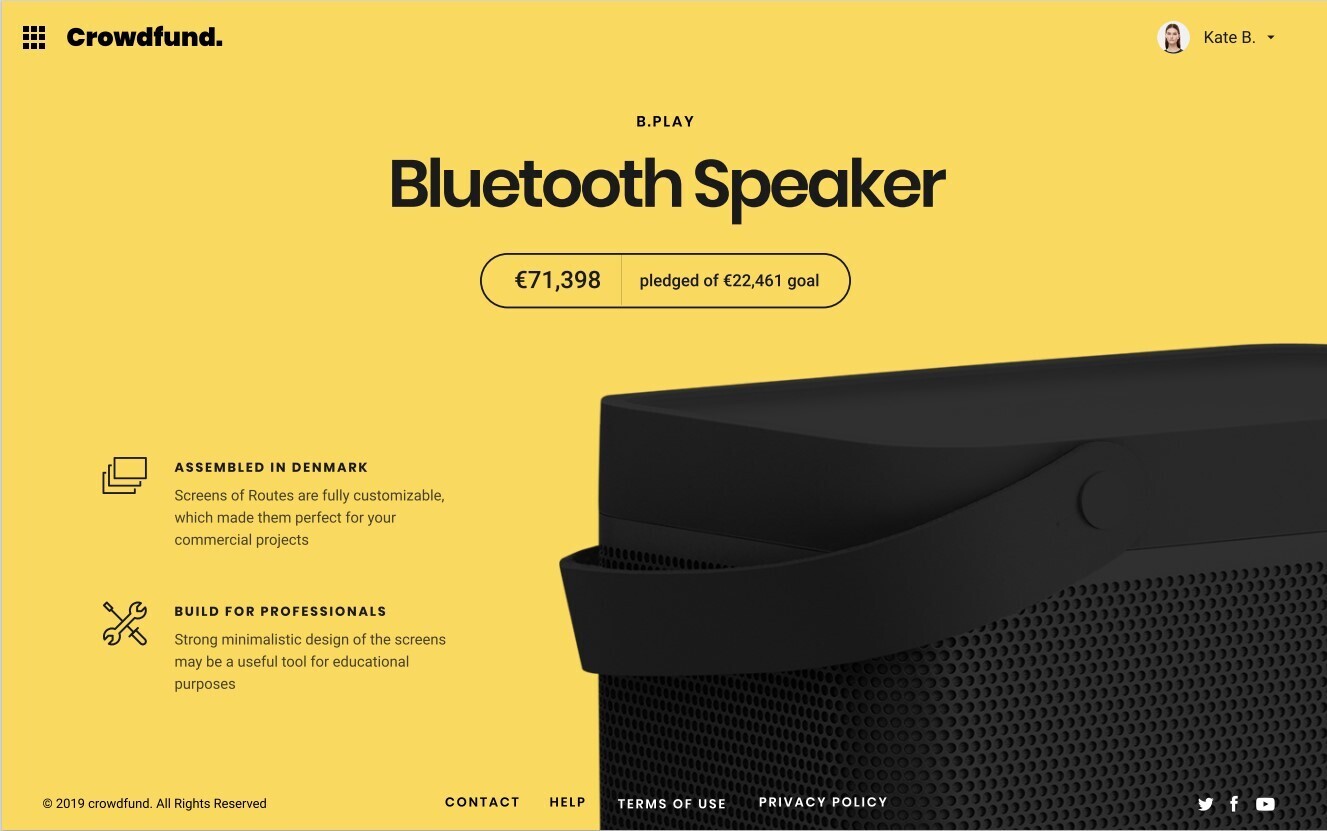 Crowdfund.
Kate B.
B.PLAY
Bluetooth Speaker
€71,398
pledged of €22,461 goal
ASSEMBLED IN DENMARK
Screens of Routes are fully customizable,
which made them perfect for your
commercial projects
BUILD FOR PROFESSIONALS
Strong minimalistic design of the screens
may be a useful tool for educational
purposes
© 2019 crowdfund. All Rights Reserved
CONTACT
HELP
TERMS OF USE
PRIVACY POLICY